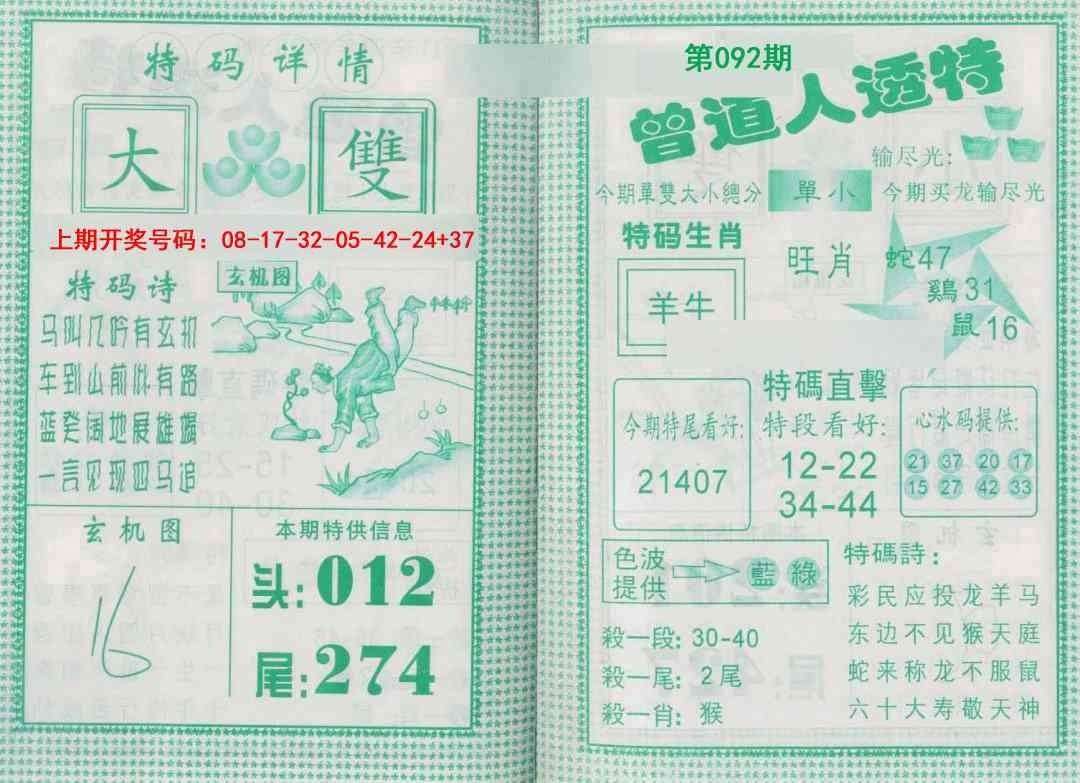 特码详情
大
雙
上期开奖号码：08-17-32-05-42-24+37
特码诗
马叫几吟有玄机
车到山前必有路
蓝癸阔地展雄媚
一言见现四马追
玄机图
玄机图
16
本期特供信息
头:012
尾:274
第092期
曾道人透特
输尽光:
今期單雙大小總分
單小
今期买龙输尽光
特码生肖
羊牛
旺肖
蛇47
鷄31
鼠16
今期特尾看好:
21407
特碼直擊
特段看好:
12-22
34-44
心水码提供:
21 37 20 17
15 27 42 33
色波
提供
藍 綠
殺一段: 30-40
殺一尾: 2尾
殺一肖: 猴
特碼詩:
彩民应投龙羊马
东边不见猴天庭
蛇来称龙不服鼠
六十大寿敬天神